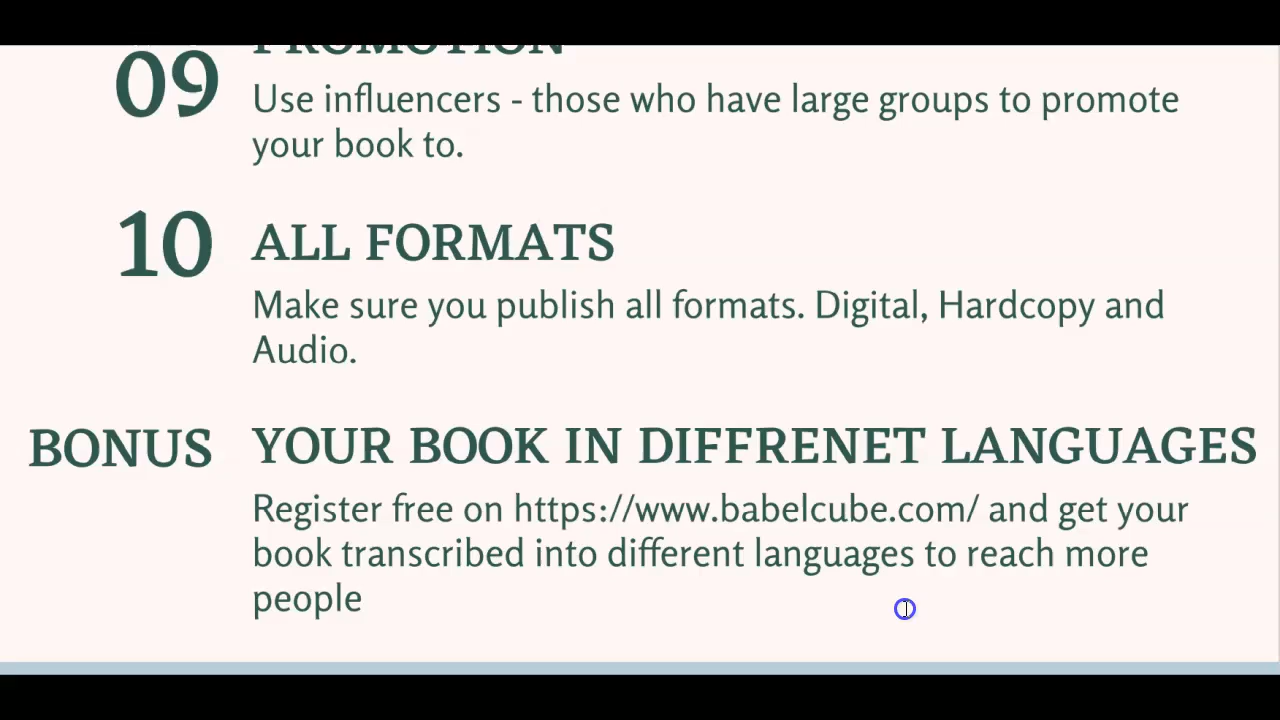 PROMOTION
09
Use influencers - those who have large groups to promote
your book to.
10
ALL FORMATS
Make sure you publish all formats. Digital, Hardcopy and
Audio.
BONUS
YOUR BOOK IN DIFFRENET LANGUAGES
Register free on https://www.babelcube.com/ and get your
book transcribed into different languages to reach more
people